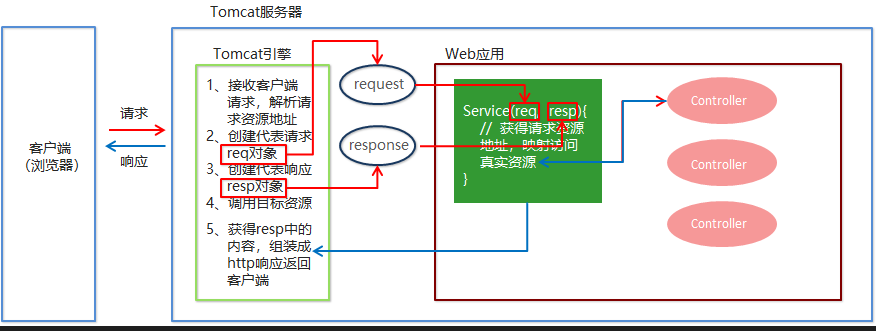 Tomcat服务器
Tomcat引擎
Web应用
客户端
（浏览器）
请求
响应
1、接收客户端
请求，解析请
求资源地址
2、创建代表请求
req对象
3、创建代表响应
resp对象
4、调用目标资源
5、获得resp中的
内容，组装成
http响应返回
客户端
request
response
Service(req, resp){
// 获得请求资源
地址，映射访问
真实资源
}
Controller
Controller
Controller